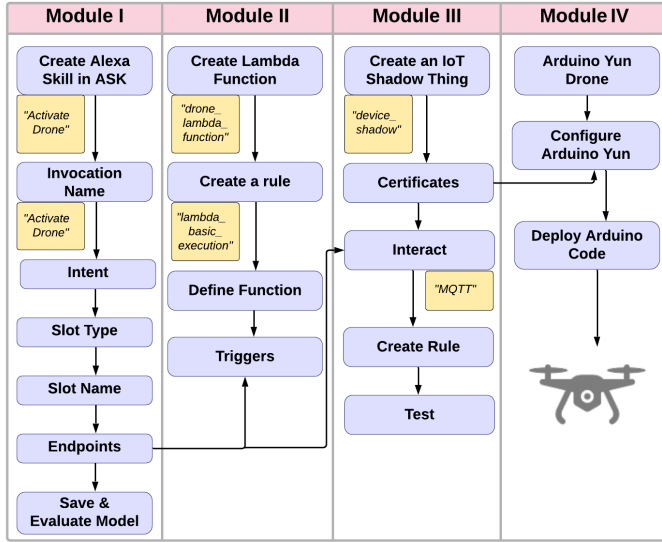 Module I
Module II
Module III
Module IV
Create Alexa
Skill in ASK
"Activate
Drone"
Invocation
Name
"Activate
Drone"
Intent
Slot Type
Slot Name
Endpoints
Save &
Evaluate Model
Create Lambda
Function
"drone_
lambda_
function"
Create a rule
"lambda_
basic_
execution"
Define Function
Triggers
Create an IoT
Shadow Thing
"device_
shadow"
Certificates
Interact
"MQTT"
Create Rule
Test
Arduino Yun
Drone
Configure
Arduino Yun
Deploy Arduino
Code